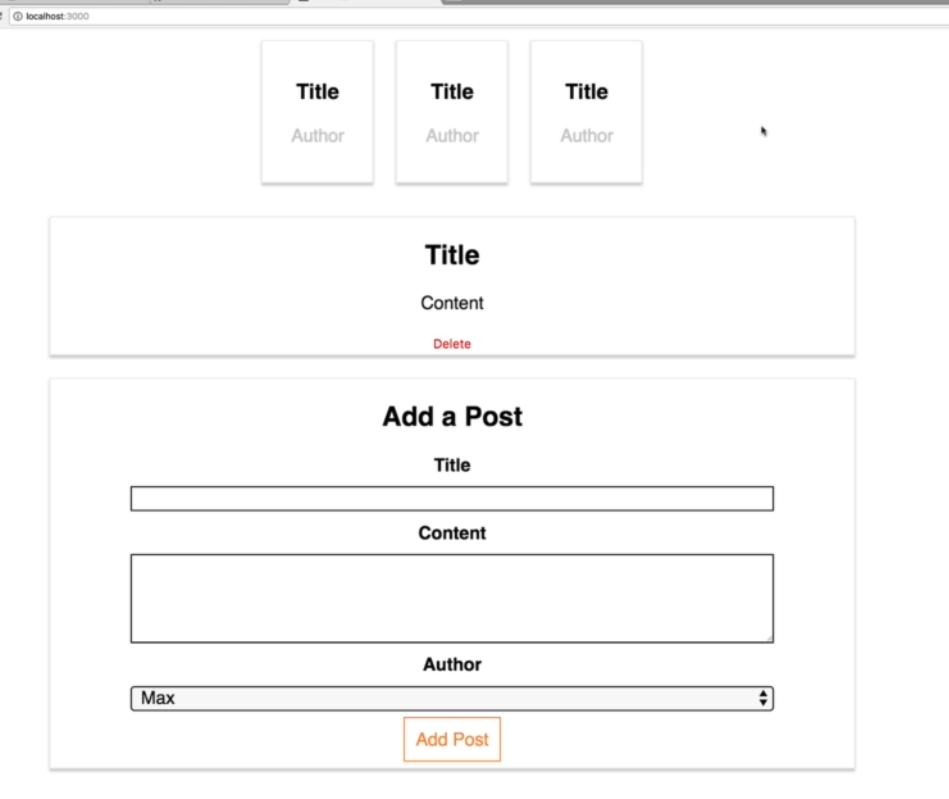 localhost:3000
Title Title Title
Author Author Author
Title
Content
Delete
Add a Post
Title
Content
Author
Max
Add Post